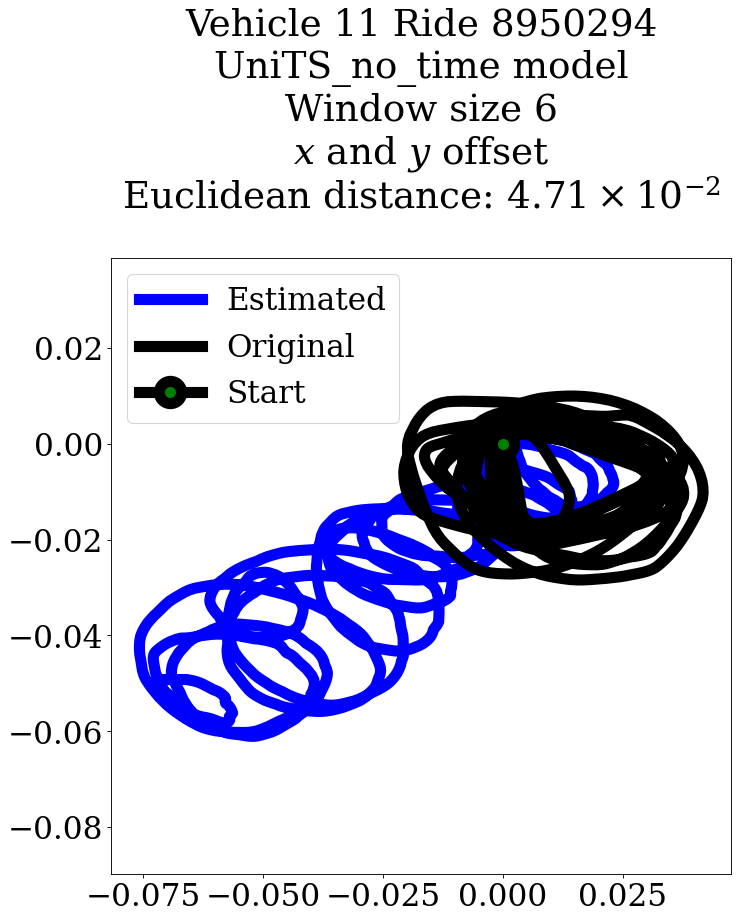 Vehicle 11 Ride 8950294
UniTS_no_time model
Window size 6
x and y offset
Euclidean distance: 4.71 × 10⁻²
Estimated
Original
Start
0.02
0.00
−0.02
−0.04
−0.06
−0.08
−0.075 −0.050 −0.025 0.000 0.025